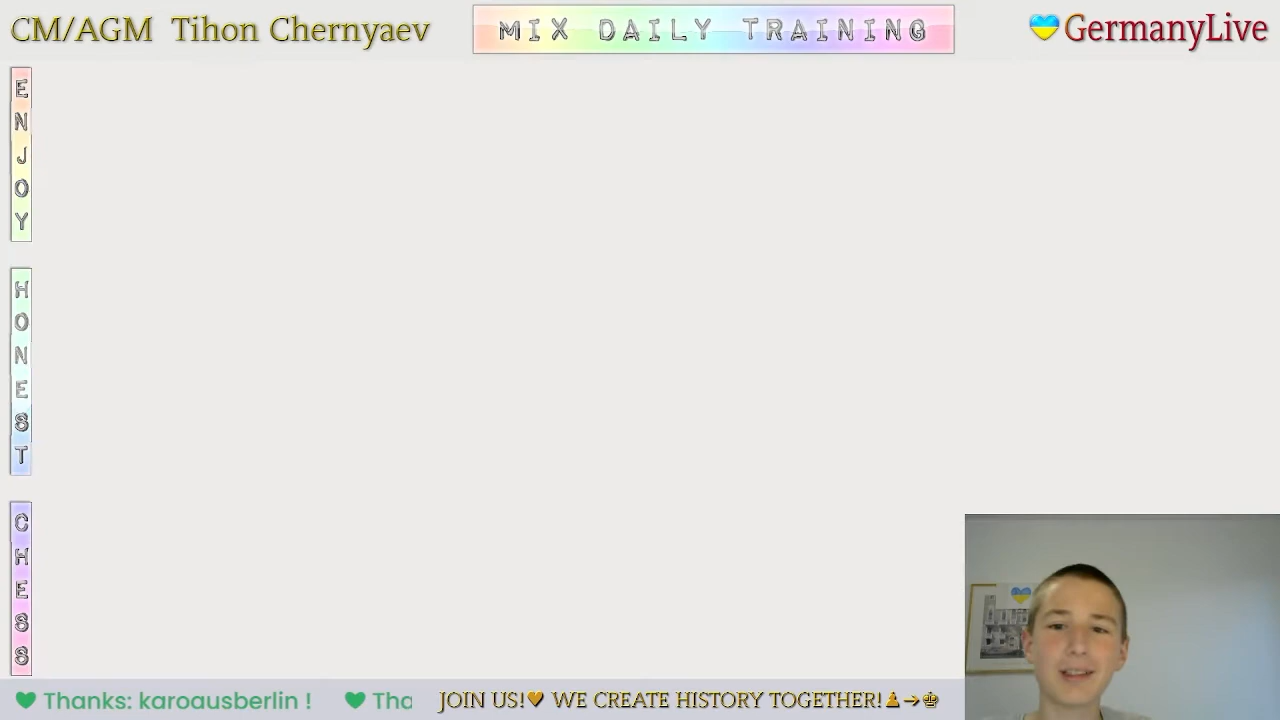 CM/AGM Tihon Chernyaev
MIX DAILY TRAINING
💙GermanyLive
ENJOY
HONEST
CHESS
💚 Thanks: karoausberlin !
💚 Tha
JOIN US!🧡 WE CREATE HISTORY TOGETHER!♟➔♚